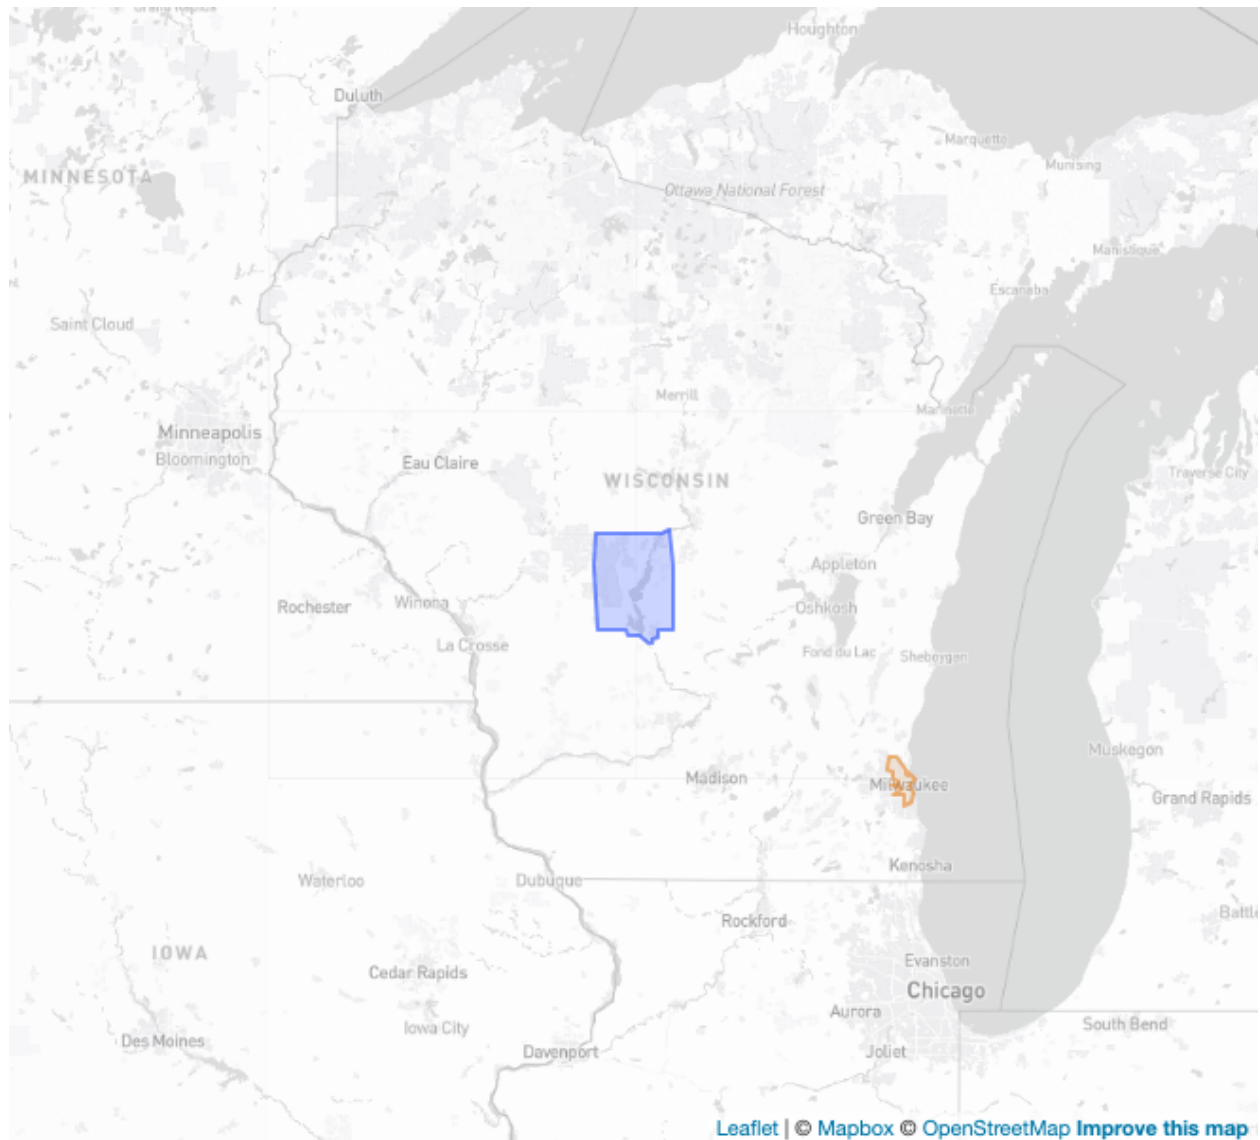 Grand Rapids
Houghton
Duluth
Marquette
Munising
MINNESOTA
Ottawa National Forest
Manistique
Escanaba
Saint Cloud
Merrill
Marinette
Minneapolis
Bloomington
Eau Claire
WISCONSIN
Traverse City
Green Bay
Appleton
Rochester
Winona
Oshkosh
La Crosse
Fond du Lac
Sheboygan
Muskegon
Madison
Milwaukee
Grand Rapids
Kenosha
Waterloo
Dubuque
Rockford
Battle
IOWA
Evanston
Cedar Rapids
Chicago
Aurora
Iowa City
South Bend
Des Moines
Davenport
Joliet
Leaflet | © Mapbox © OpenStreetMap Improve this map